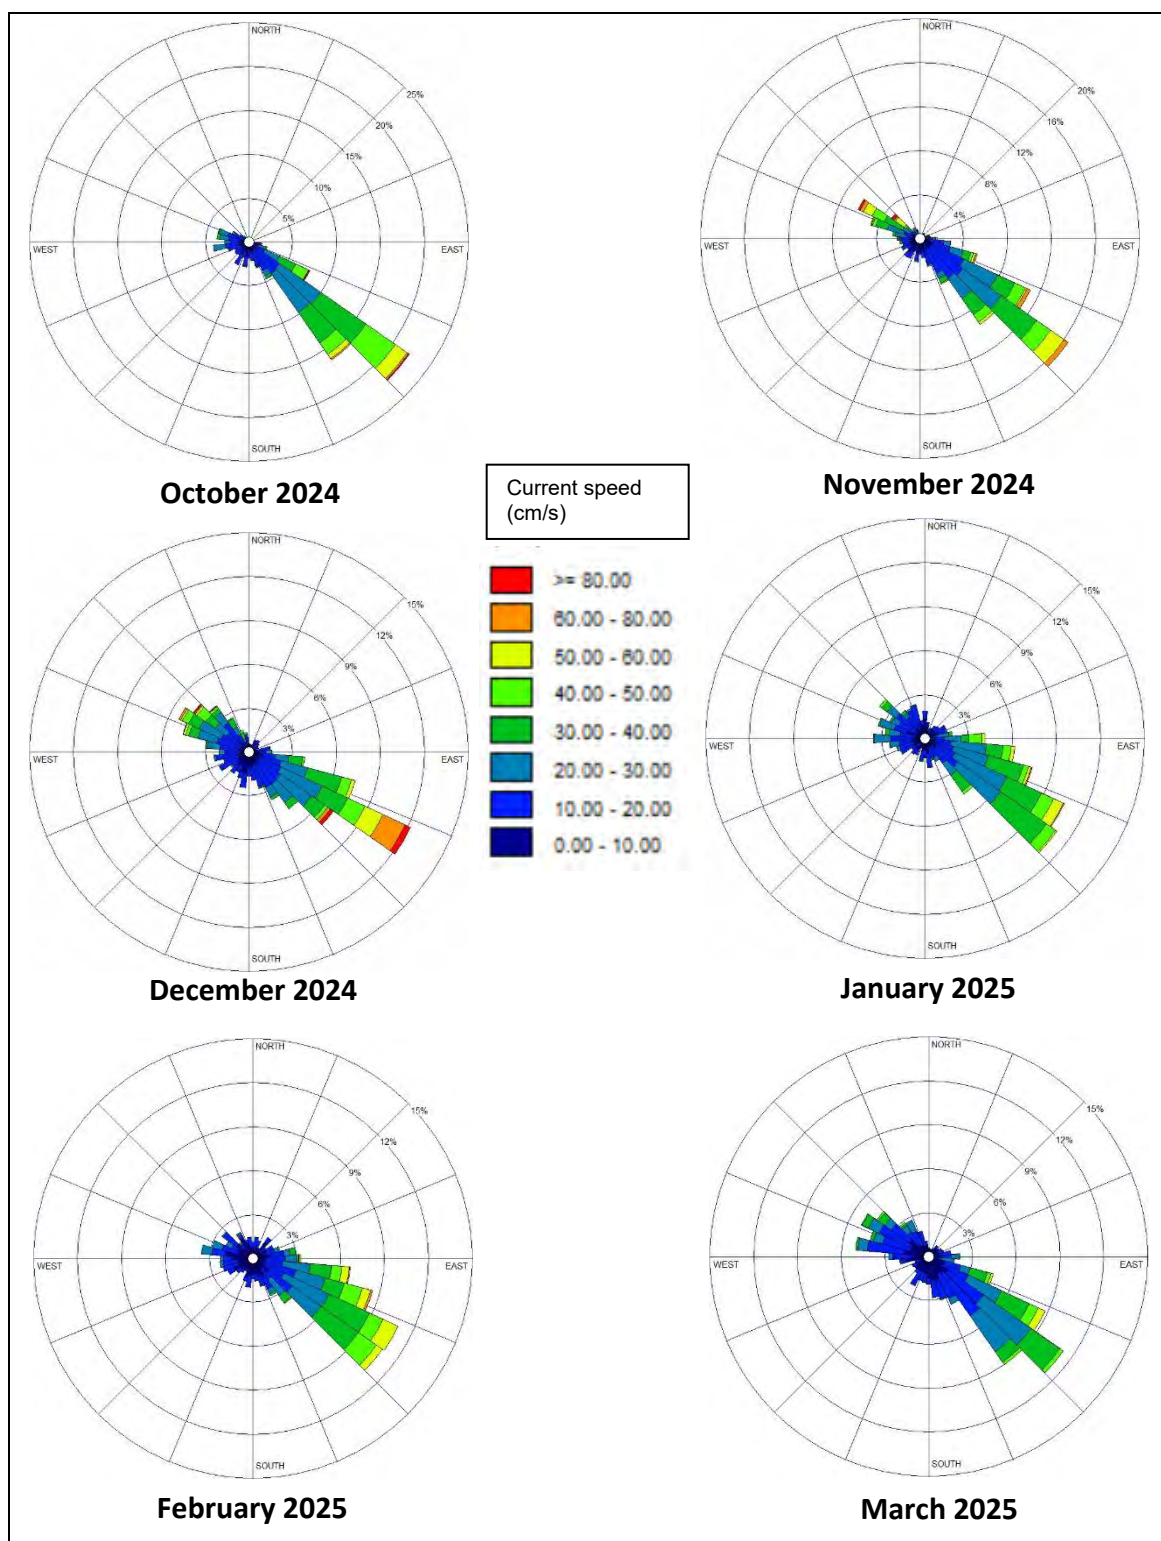 NORTH
25%
20%
15%
10%
5%
WEST
EAST
SOUTH
October 2024
NORTH
20%
16%
12%
8%
4%
WEST
EAST
SOUTH
November 2024
Current speed
(cm/s)
>= 80.00
60.00 - 80.00
50.00 - 60.00
40.00 - 50.00
30.00 - 40.00
20.00 - 30.00
10.00 - 20.00
0.00 - 10.00
NORTH
15%
12%
9%
6%
3%
WEST
EAST
SOUTH
December 2024
NORTH
15%
12%
9%
6%
3%
WEST
EAST
SOUTH
January 2025
NORTH
15%
12%
9%
6%
3%
WEST
EAST
SOUTH
February 2025
NORTH
15%
12%
9%
6%
3%
WEST
EAST
SOUTH
March 2025